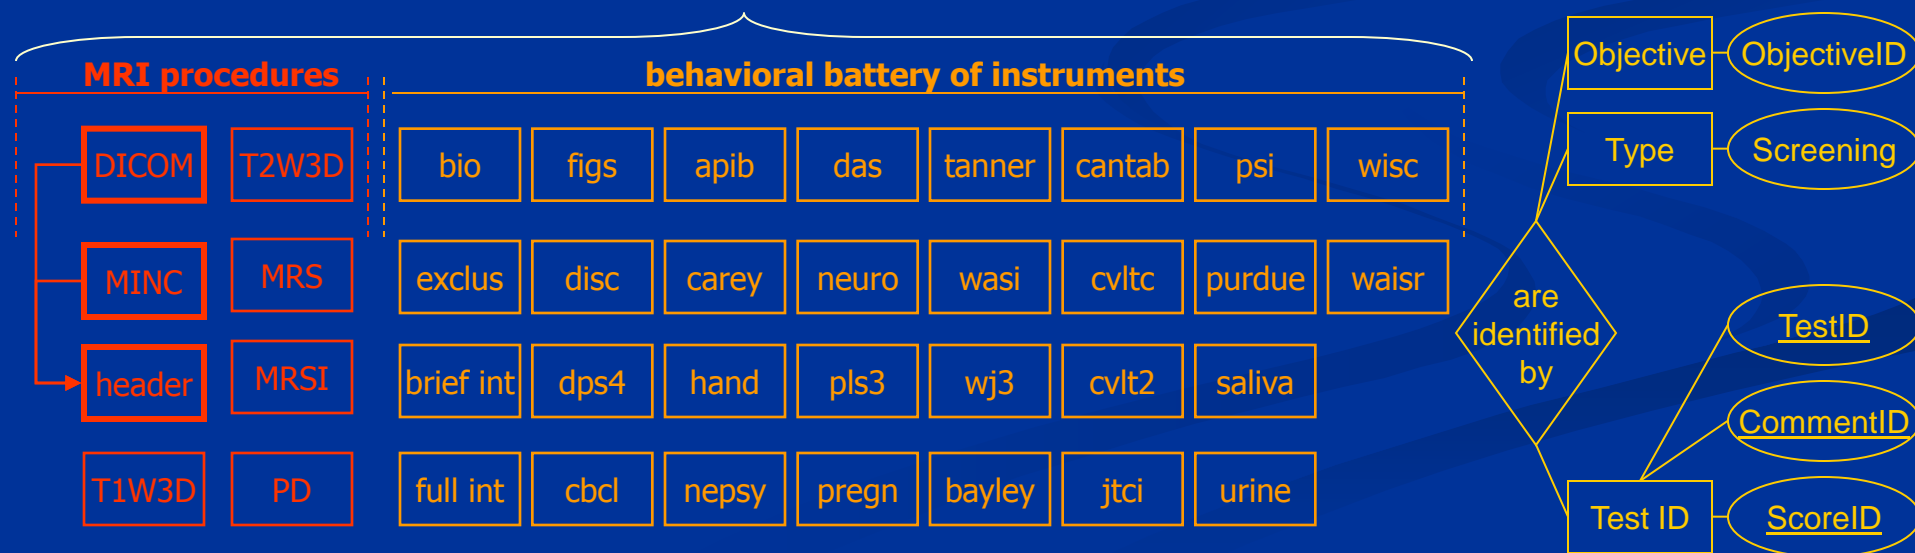 MRI procedures
behavioral battery of instruments
DICOM
T2W3D
bio
figs
apib
das
tanner
cantab
psi
wisc
MINC
MRS
exclus
disc
carey
neuro
wasi
cvltc
purdue
waisr
header
MRSI
brief int
dps4
hand
pls3
wj3
cvlt2
saliva
T1W3D
PD
full int
cbcl
nepsy
pregn
bayley
jtci
urine
Objective
ObjectiveID
Type
Screening
are
identified
by
TestID
CommentID
Test ID
ScoreID